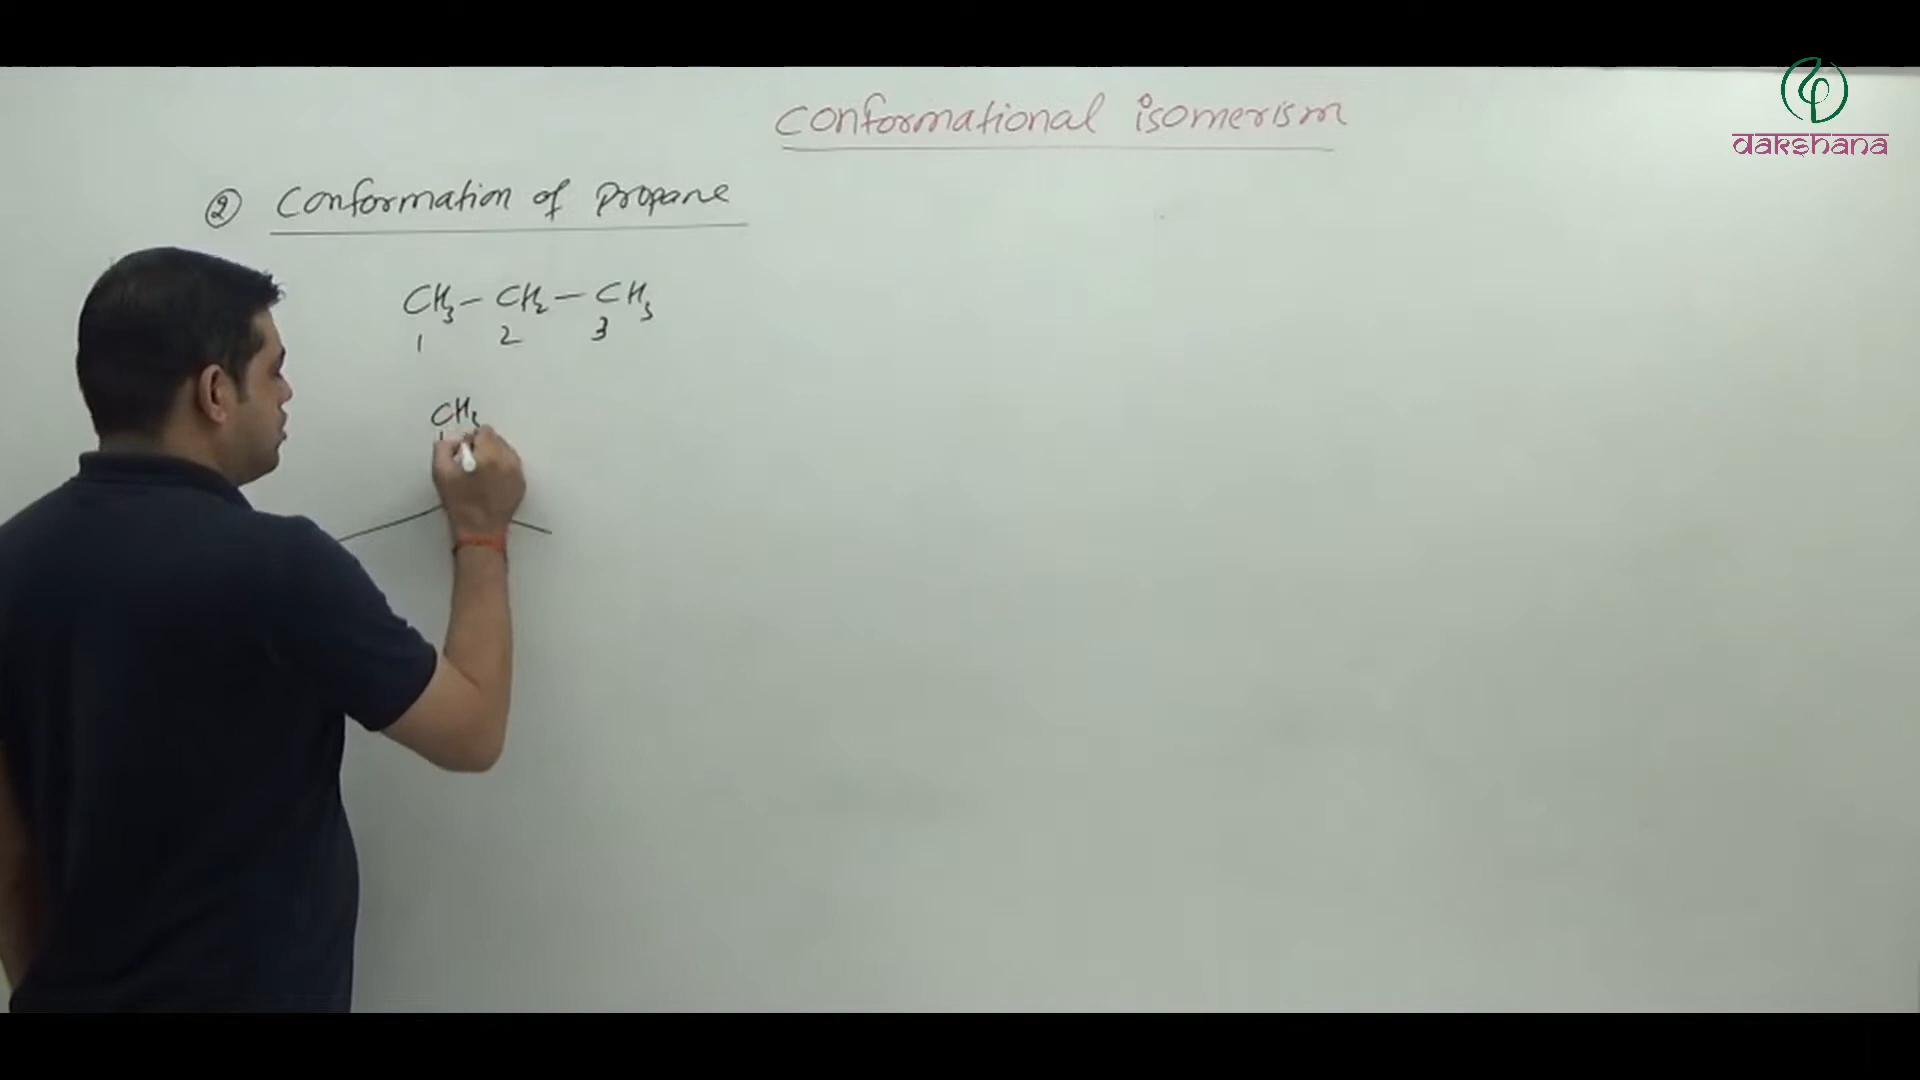 conformational isomerism
dakshana
② Conformation of propane
CH3 - CH2 - CH3
1 2 3
CH3